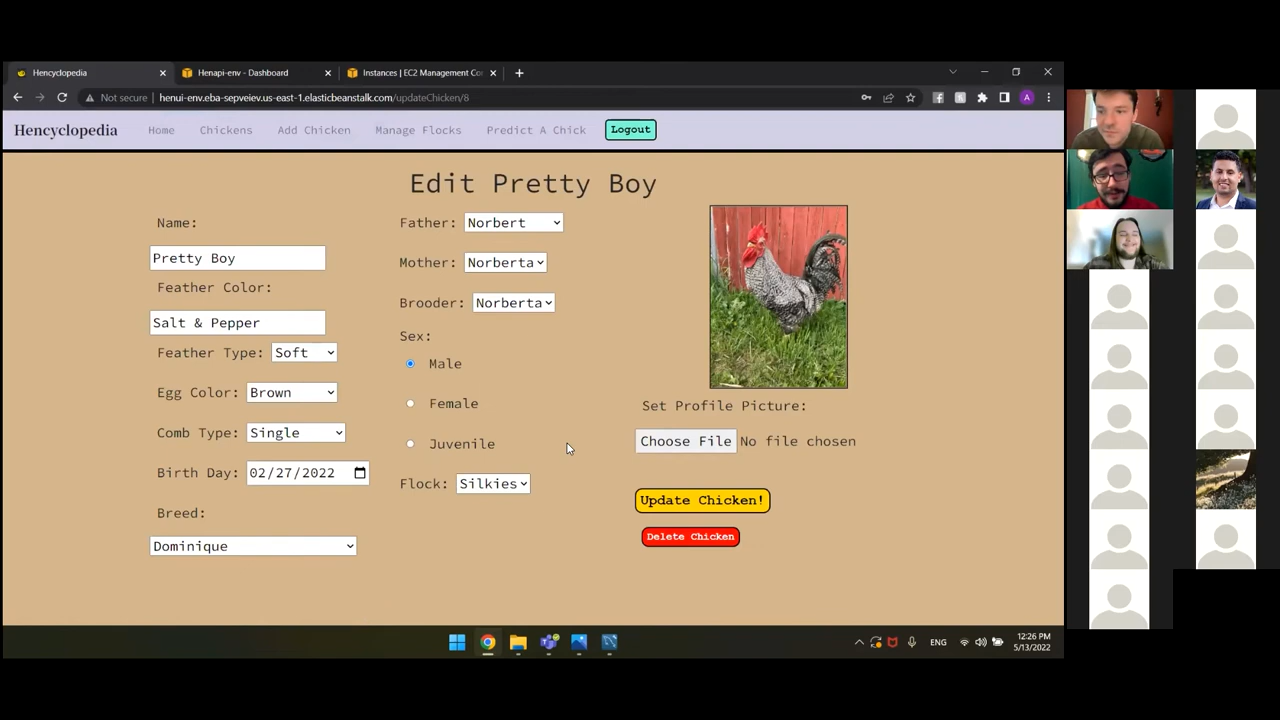 Hencyclopedia
Henapi-env - Dashboard
Instances | EC2 Management Co
Not secure
henui-env.eba-sepveiev.us-east-1.elasticbeanstalk.com/updateChicken/8
A
Hencyclopedia
Home
Chickens
Add Chicken
Manage Flocks
Predict A Chick
Logout
Edit Pretty Boy
Name:
Pretty Boy
Feather Color:
Salt & Pepper
Feather Type: Soft
Egg Color: Brown
Comb Type: Single
Birth Day: 02/27/2022
Breed:
Dominique
Father: Norbert
Mother: Norberta
Brooder: Norberta
Sex:
Male
Female
Juvenile
Flock: Silkies
Set Profile Picture:
Choose File No file chosen
Update Chicken!
Delete Chicken
ENG
12:26 PM
5/13/2022